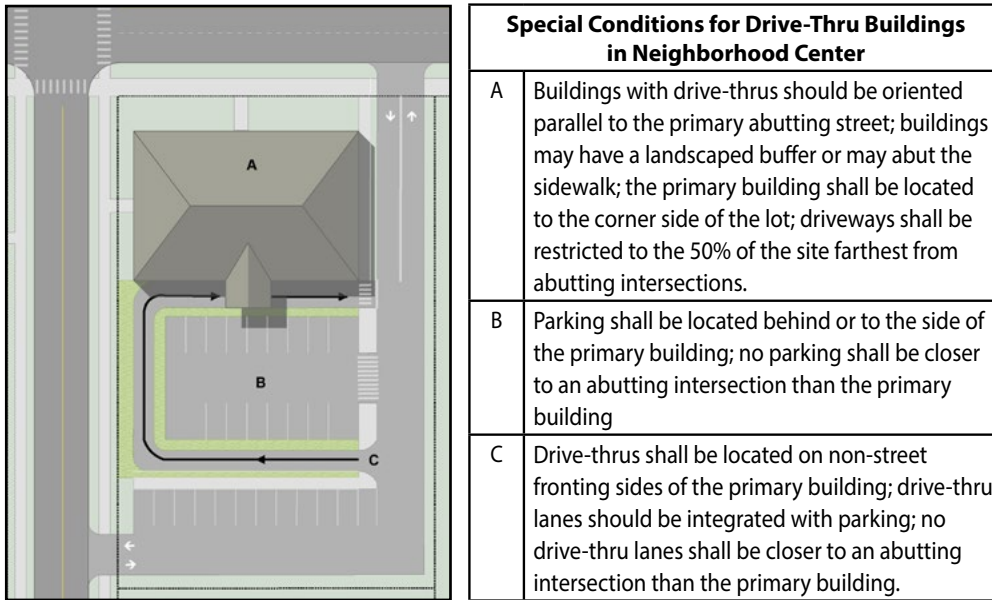 A
B
C
Special Conditions for Drive-Thru Buildings
in Neighborhood Center
A
Buildings with drive-thrus should be oriented
parallel to the primary abutting street; buildings
may have a landscaped buffer or may abut the
sidewalk; the primary building shall be located
to the corner side of the lot; driveways shall be
restricted to the 50% of the site farthest from
abutting intersections.
B
Parking shall be located behind or to the side of
the primary building; no parking shall be closer
to an abutting intersection than the primary
building
C
Drive-thrus shall be located on non-street
fronting sides of the primary building; drive-thru
lanes should be integrated with parking; no
drive-thru lanes shall be closer to an abutting
intersection than the primary building.